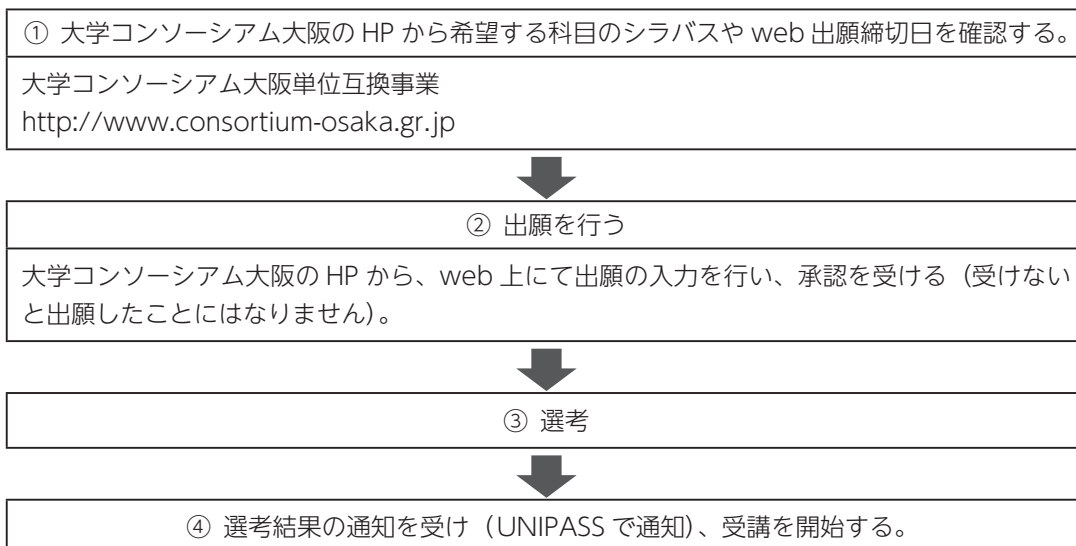 ① 大学コンソーシアム大阪の HP から希望する科目のシラバスや web 出願締切日を確認する。
大学コンソーシアム大阪単位互換事業
http://www.consortium-osaka.gr.jp
② 出願を行う
大学コンソーシアム大阪の HP から、web 上にて出願の入力を行い、承認を受ける（受けない
と出願したことにはなりません）。
③ 選考
④ 選考結果の通知を受け（UNIPASS で通知）、受講を開始する。